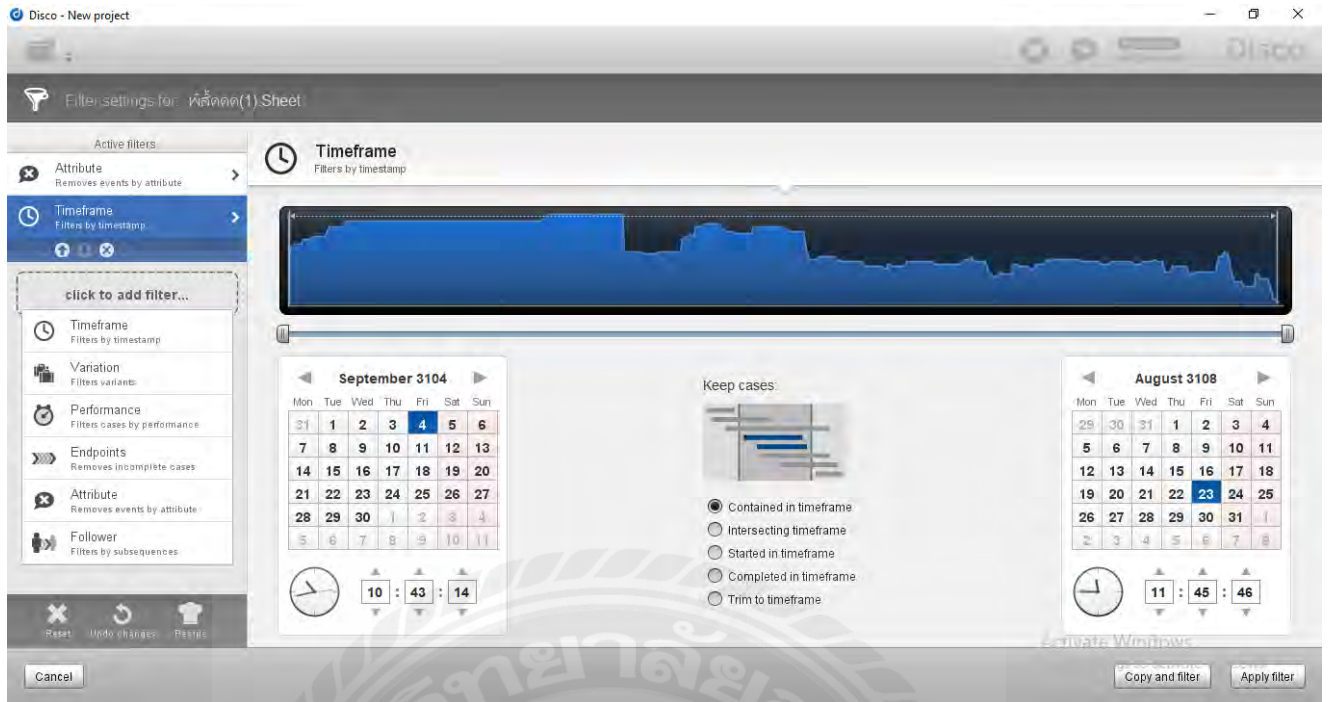 Disco - New project
Disco
Filter settings for: พัสดุดด(1).Sheet
Active filters
Attribute
Removes events by attribute
Timeframe
Filters by timestamp
click to add filter...
Timeframe
Filters by timestamp
Variation
Filters variants
Performance
Filters cases by performance
Endpoints
Removes incomplete cases
Attribute
Removes events by attribute
Follower
Filters by subsequences
Reset Undo changes Recipe
Cancel
Timeframe
Filters by timestamp
September 3104
Mon Tue Wed Thu Fri Sat Sun
31 1 2 3 4 5 6
7 8 9 10 11 12 13
14 15 16 17 18 19 20
21 22 23 24 25 26 27
28 29 30 1 2 3 4
5 6 7 8 9 10 11
10 : 43 : 14
Keep cases:
Contained in timeframe
Intersecting timeframe
Started in timeframe
Completed in timeframe
Trim to timeframe
August 3108
Mon Tue Wed Thu Fri Sat Sun
29 30 31 1 2 3 4
5 6 7 8 9 10 11
12 13 14 15 16 17 18
19 20 21 22 23 24 25
26 27 28 29 30 31 1
2 3 4 5 6 7 8
11 : 45 : 46
Activate Windows
Copy and filter
Apply filter